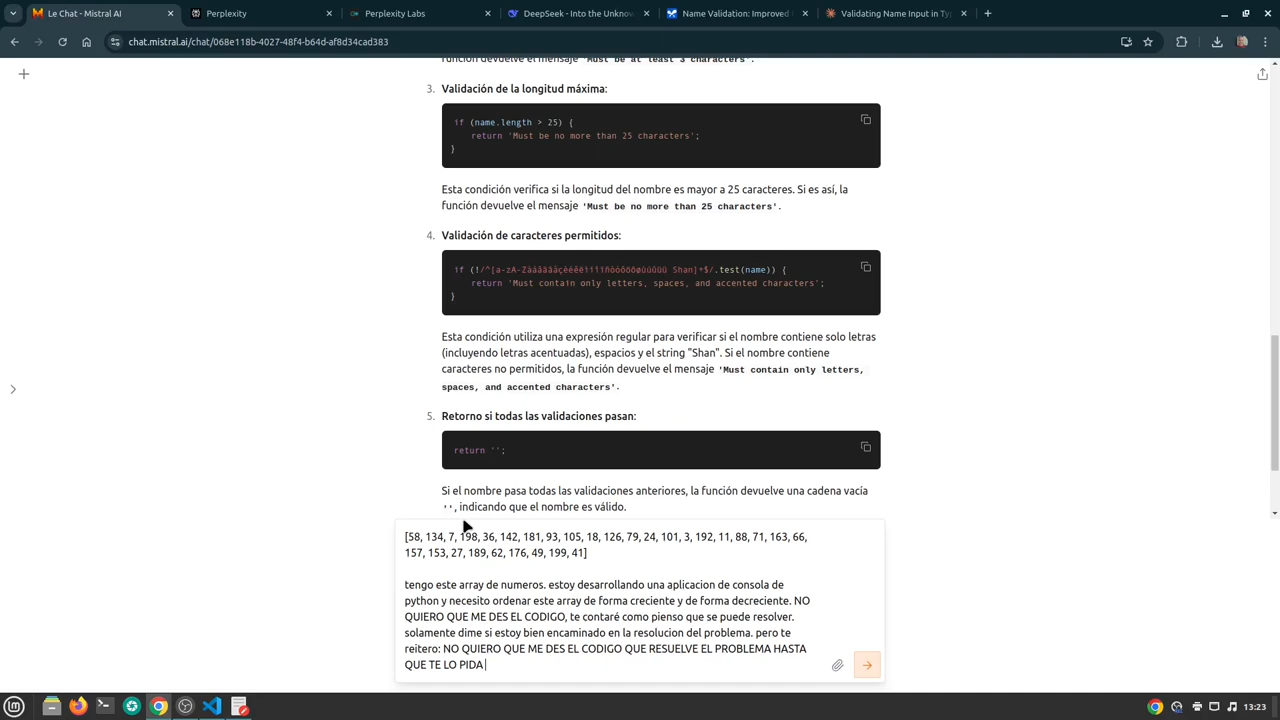 Le Chat - Mistral AI
Perplexity
Perplexity Labs
DeepSeek - Into the Unknow
Name Validation: Improved
Validating Name Input in Ty
chat.mistral.ai/chat/068e118b-4027-48f4-b64d-af8d34cad383
función devuelve el mensaje 'Must be at least 3 characters'.
3. Validación de la longitud máxima:
if (name.length > 25) {
return 'Must be no more than 25 characters';
}
Esta condición verifica si la longitud del nombre es mayor a 25 caracteres. Si es así, la
función devuelve el mensaje 'Must be no more than 25 characters'.
4. Validación de caracteres permitidos:
return 'Must contain only letters, spaces, and accented characters';
}
Esta condición utiliza una expresión regular para verificar si el nombre contiene solo letras
(incluyendo letras acentuadas), espacios y el string "Shan". Si el nombre contiene
caracteres no permitidos, la función devuelve el mensaje 'Must contain only letters,
spaces, and accented characters'.
5. Retorno si todas las validaciones pasan:
return '';
Si el nombre pasa todas las validaciones anteriores, la función devuelve una cadena vacía
'', indicando que el nombre es válido.
[58, 134, 7, 198, 36, 142, 181, 93, 105, 18, 126, 79, 24, 101, 3, 192, 11, 88, 71, 163, 66,
157, 153, 27, 189, 62, 176, 49, 199, 41]
tengo este array de numeros. estoy desarrollando una aplicacion de consola de
python y necesito ordenar este array de forma creciente y de forma decreciente. NO
QUIERO QUE ME DES EL CODIGO, te contaré como pienso que se puede resolver.
solamente dime si estoy bien encaminado en la resolucion del problema. pero te
reitero: NO QUIERO QUE ME DES EL CODIGO QUE RESUELVE EL PROBLEMA HASTA
QUE TE LO PIDA
13:23